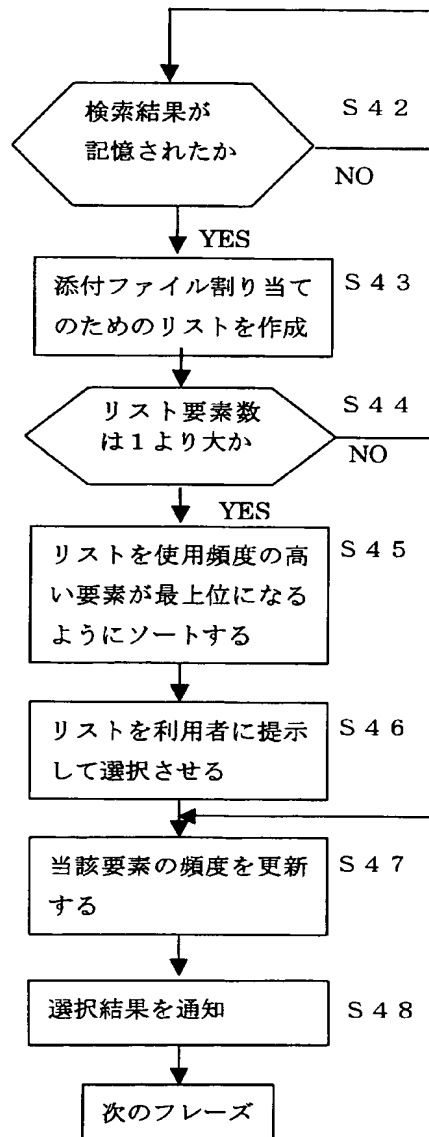 検索結果が
記憶されたか
S42
NO
YES
添付ファイル割り当て
のためのリストを作成
S43
リスト要素数
は1より大か
S44
NO
YES
リストを使用頻度の高
い要素が最上位になる
ようにソートする
S45
リストを利用者に提示
して選択させる
S46
当該要素の頻度を更新
する
S47
選択結果を通知
S48
次のフレーズ